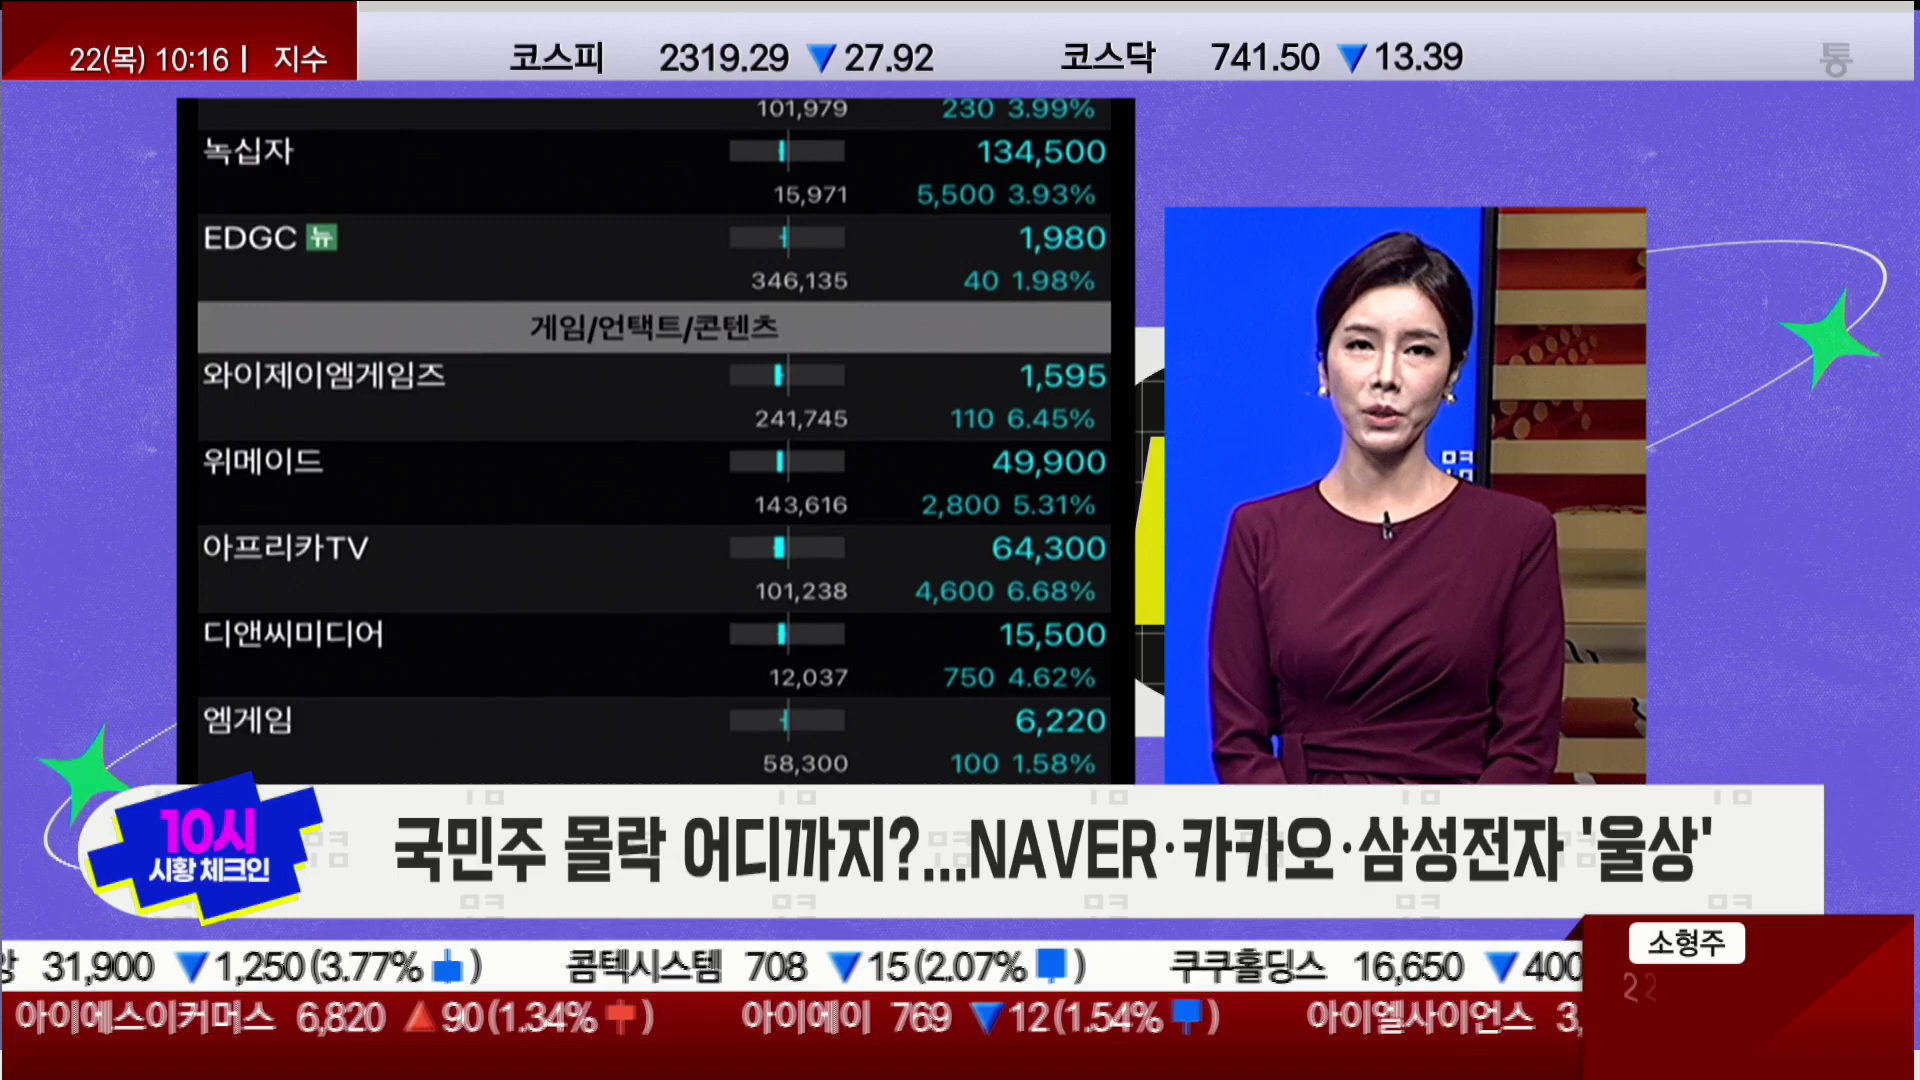 22(목) 10:16 | 지수
코스피 2319.29 ▼27.92 코스닥 741.50 ▼13.39
통
101,979 230 3.99%
녹십자 134,500
15,971 5,500 3.93%
EDGC 뉴 1,980
346,135 40 1.98%
게임/언택트/콘텐츠
와이제이엠게임즈 1,595
241,745 110 6.45%
위메이드 49,900
143,616 2,800 5.31%
아프리카TV 64,300
101,238 4,600 6.68%
디앤씨미디어 15,500
12,037 750 4.62%
엠게임 6,220
58,300 100 1.58%
10시
시황 체크인
국민주 몰락 어디까지?...NAVER·카카오·삼성전자 '울상'
소형주
31,900 ▼1,250(3.77% ) 콤텍시스템 708 ▼15(2.07% ) 쿠쿠홀딩스 16,650 ▼400
아이에스이커머스 6,820 ▲90(1.34% ) 아이에이 769 ▼12(1.54% ) 아이엘사이언스 3,
22